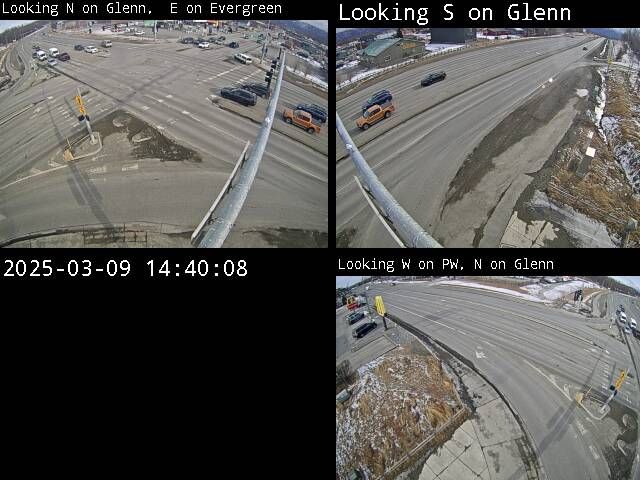 Looking N on Glenn,  E on Evergreen
Looking S on Glenn
2025-03-09 14:40:08
Looking W on PW, N on Glenn